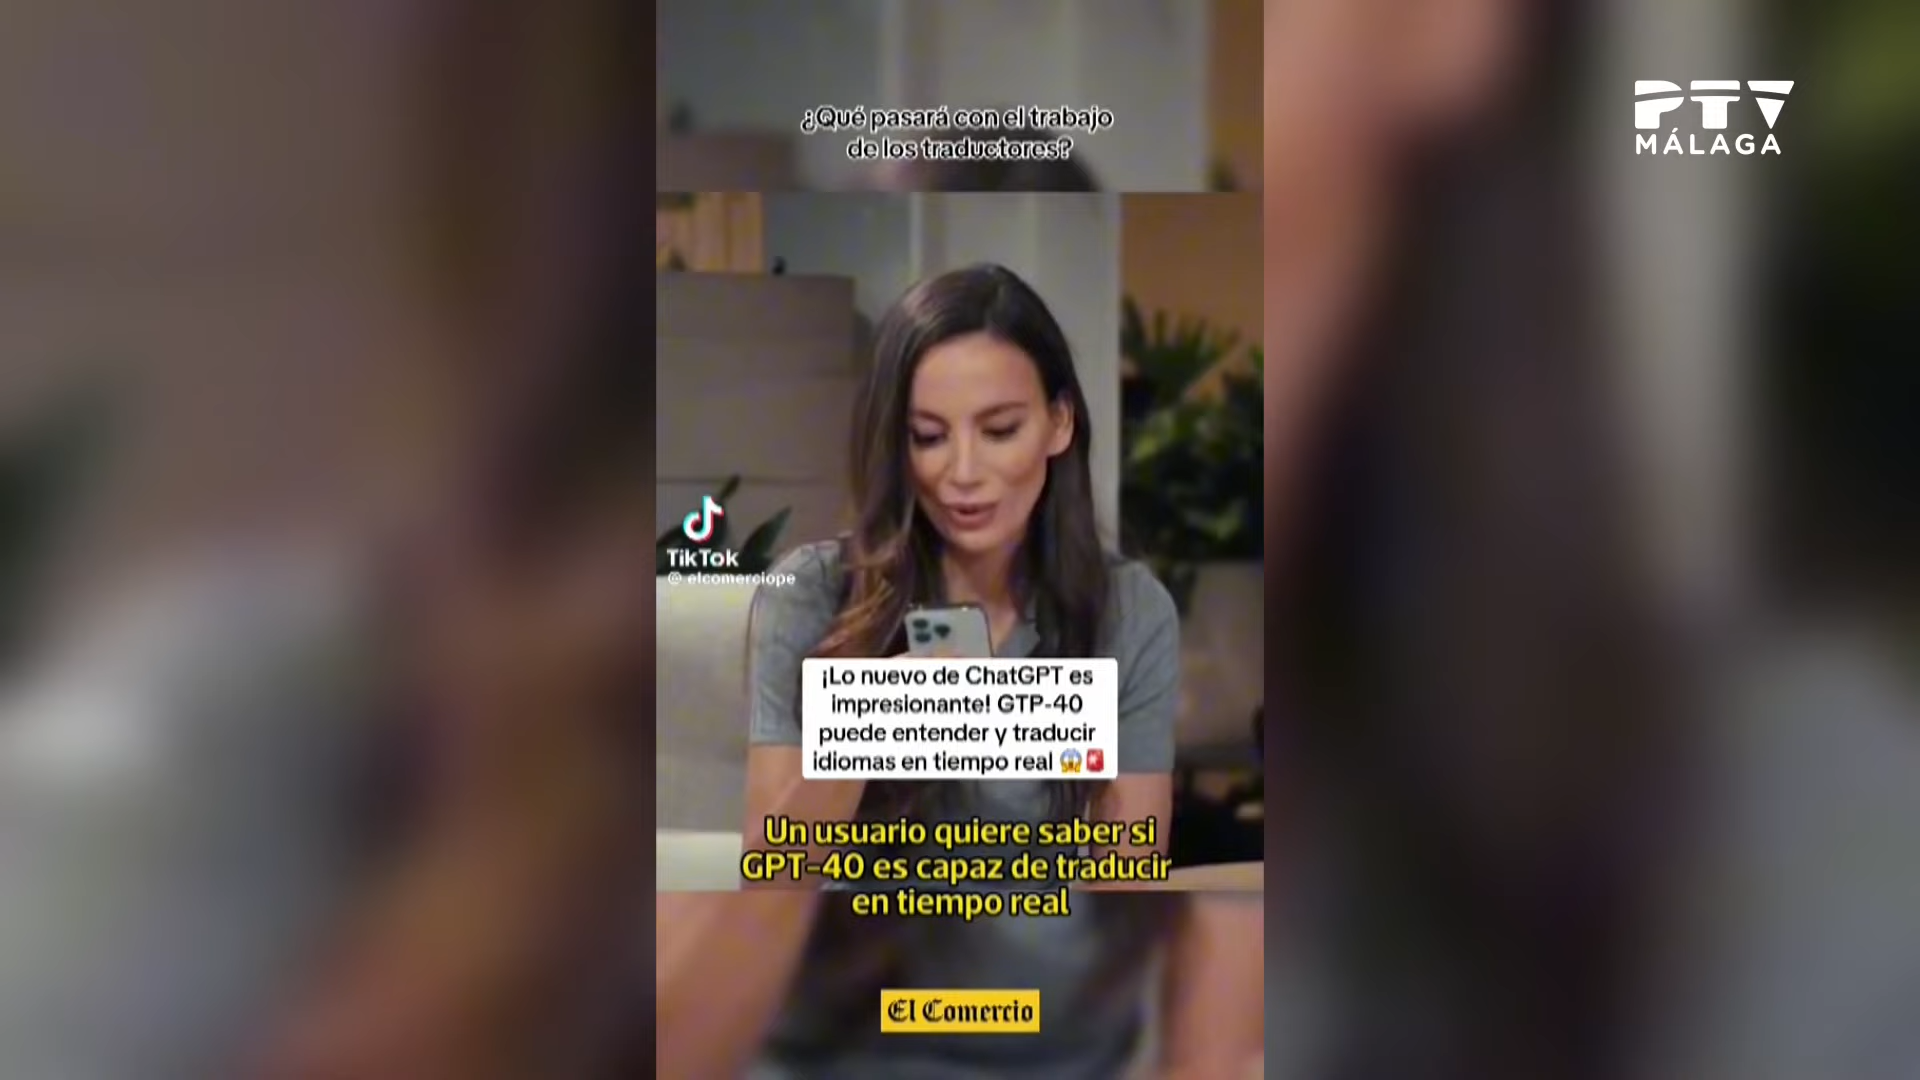 ¿Qué pasará con el trabajo
de los traductores?
PTV
MÁLAGA
TikTok
@ elcomerciope
¡Lo nuevo de ChatGPT es
impresionante! GTP-40
puede entender y traducir
idiomas en tiempo real 😱🚨
Un usuario quiere saber si
GPT-40 es capaz de traducir
en tiempo real
El Comercio